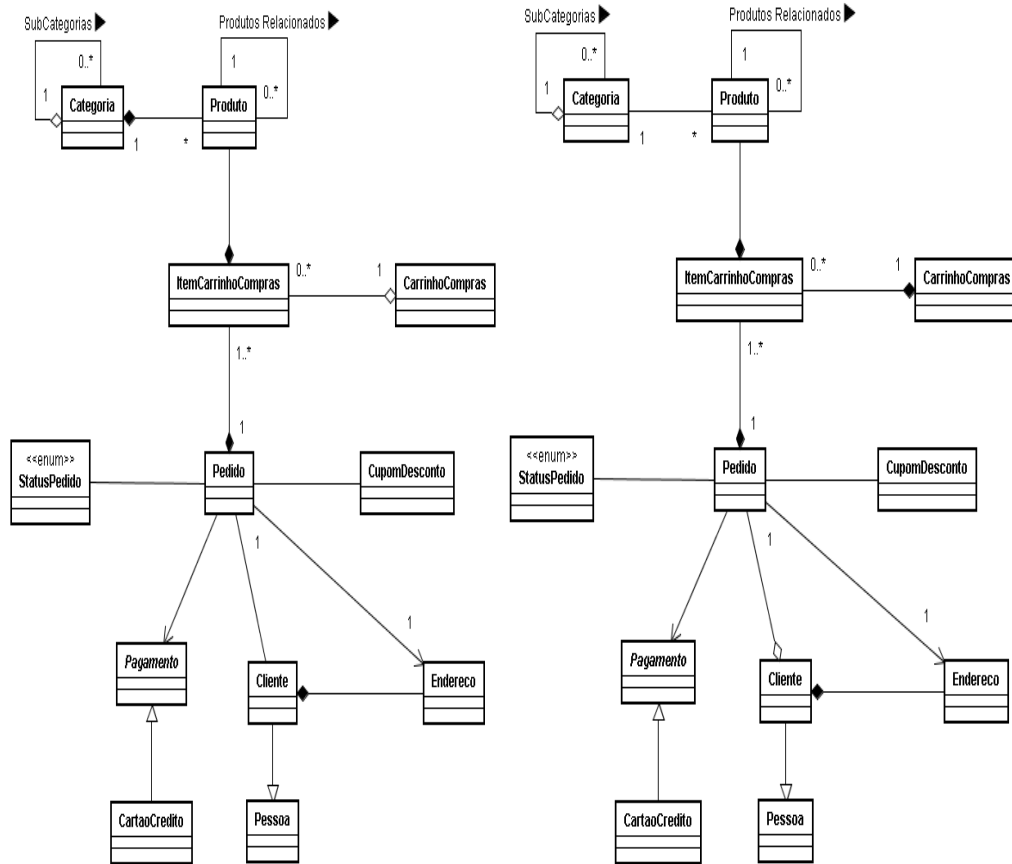 SubCategorias
Produtos Relacionados
0..*
1
1
0..*
Categoria
Produto
1
*
ItemCarrinhoCompras
0..*
1
CarrinhoCompras
1..*
1
<<enum>>
StatusPedido
Pedido
CupomDesconto
1
1
Pagamento
Cliente
Endereco
CartaoCredito
Pessoa
SubCategorias
Produtos Relacionados
0..*
1
1
0..*
Categoria
Produto
1
*
ItemCarrinhoCompras
0..*
1
CarrinhoCompras
1..*
1
<<enum>>
StatusPedido
Pedido
CupomDesconto
1
1
Pagamento
Cliente
Endereco
CartaoCredito
Pessoa